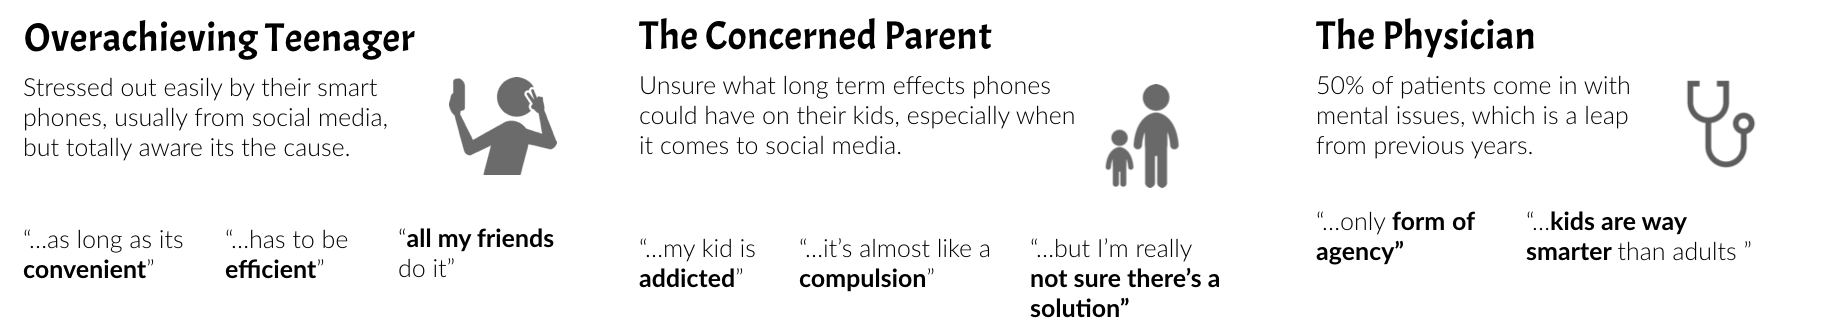 Overachieving Teenager
Stressed out easily by their smart
phones, usually from social media,
but totally aware its the cause.
“...as long as its
convenient”
“...has to be
efficient”
“all my friends
do it”
The Concerned Parent
Unsure what long term effects phones
could have on their kids, especially when
it comes to social media.
“...my kid is
addicted”
“...it’s almost like a
compulsion”
“...but I’m really
not sure there’s a
solution”
The Physician
50% of patients come in with
mental issues, which is a leap
from previous years.
“...only form of
agency”
“...kids are way
smarter than adults ”